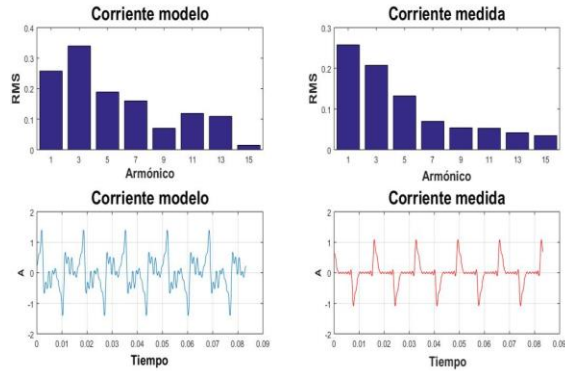 Corriente modelo
0.4
0.3
0.2
0.1
0
RMS
1 3 5 7 9 11 13 15
Armónico
Corriente medida
0.3
0.2
0.1
0
RMS
1 3 5 7 9 11 13 15
Armónico
Corriente modelo
2
1
0
-1
-2
A
0 0.01 0.02 0.03 0.04 0.05 0.06 0.07 0.08 0.09
Tiempo
Corriente medida
2
1
0
-1
-2
A
0 0.01 0.02 0.03 0.04 0.05 0.06 0.07 0.08 0.09
Tiempo